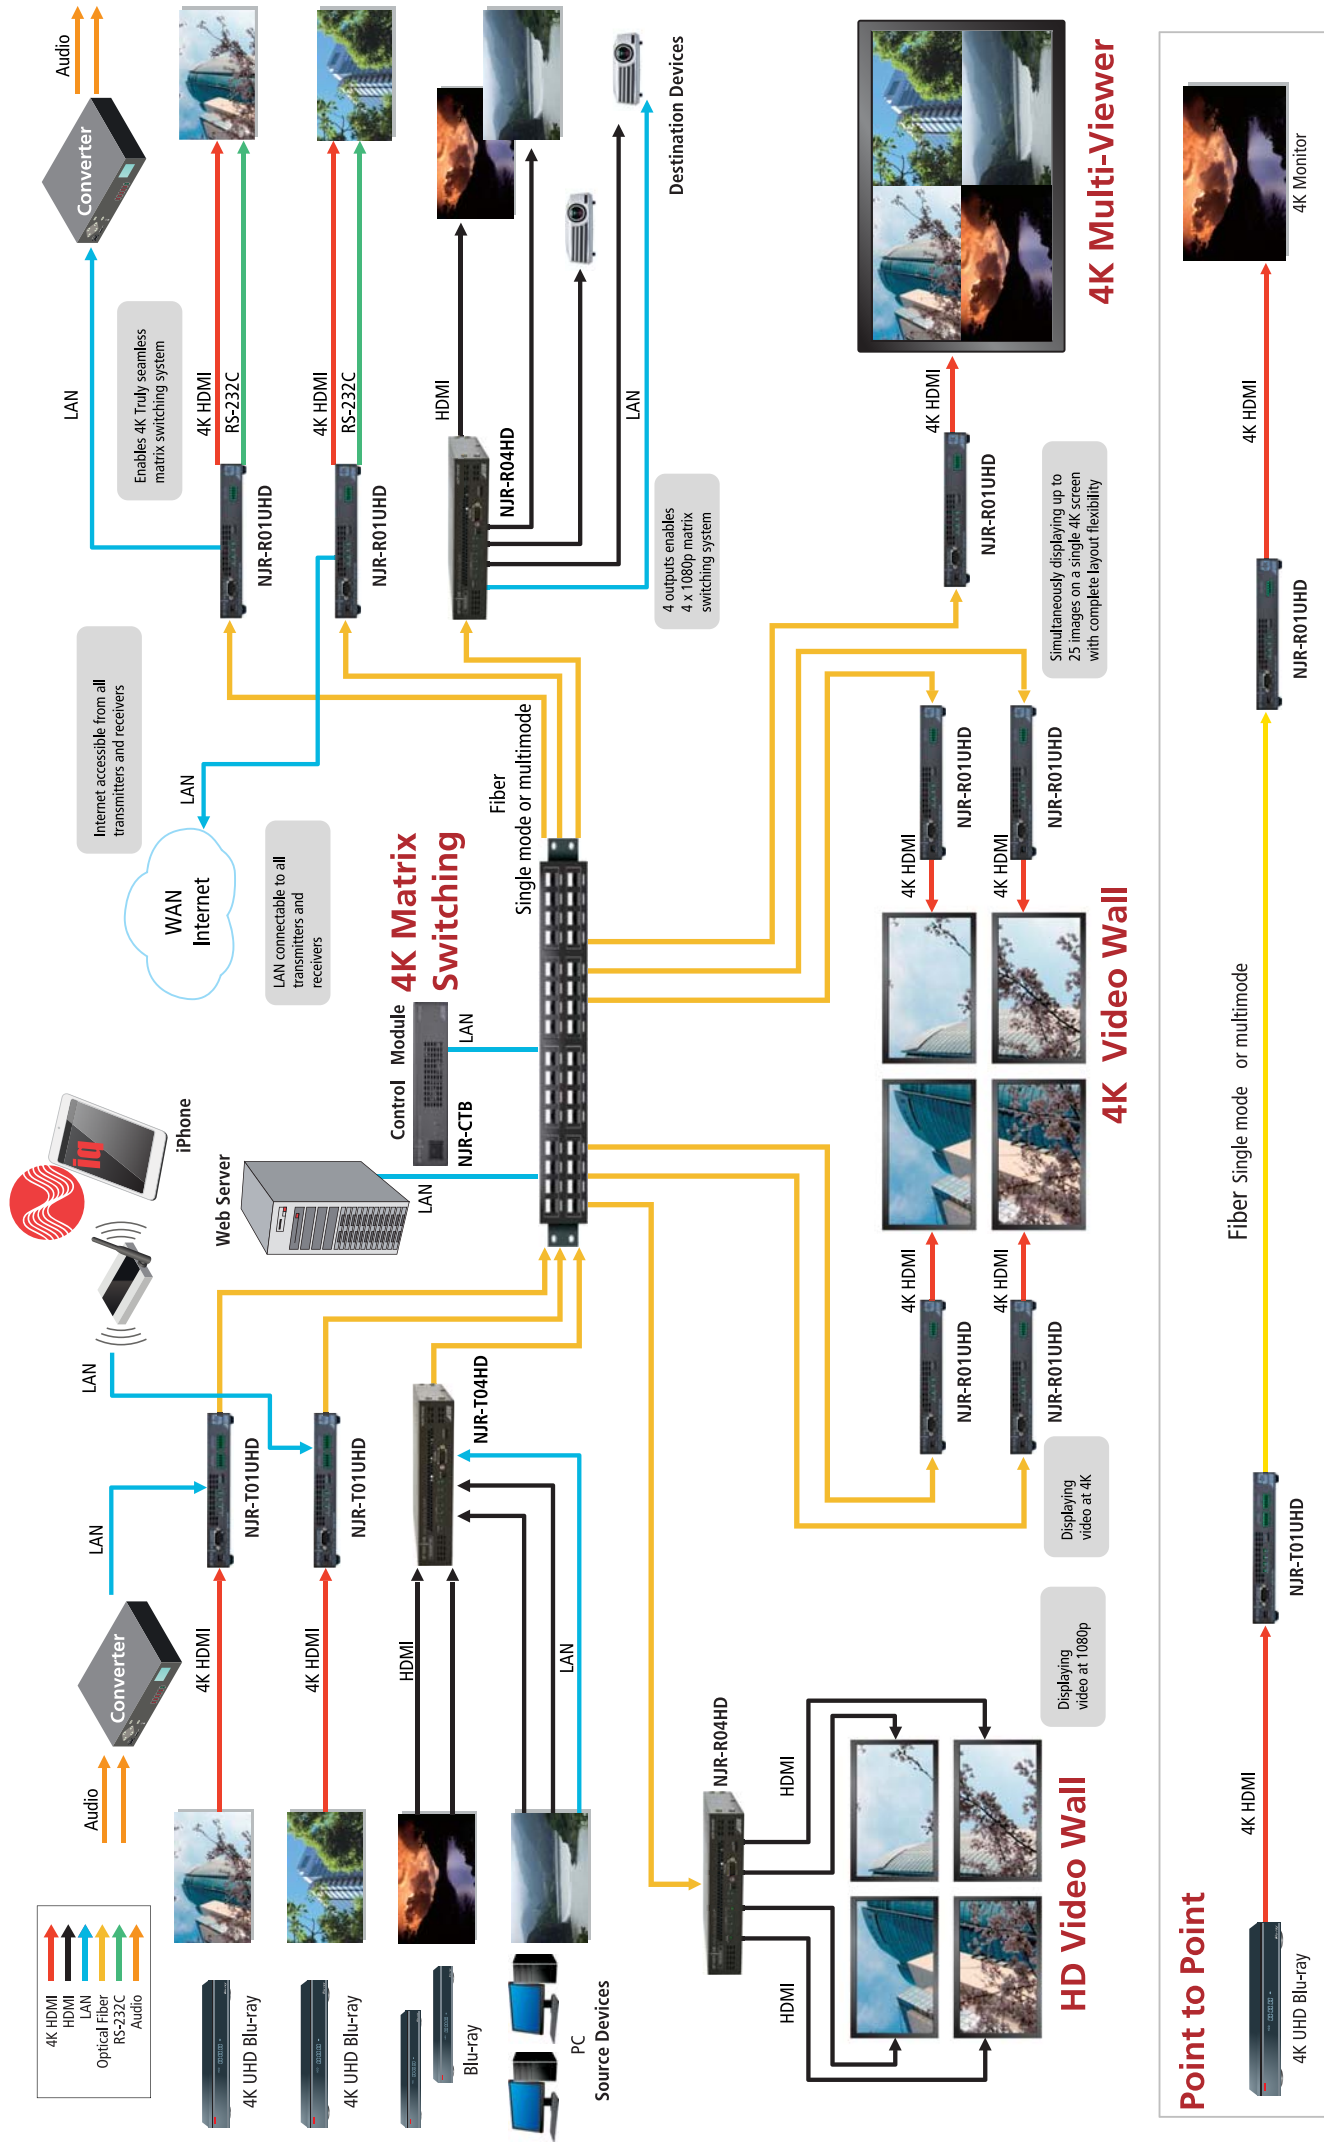 4K HDMI
HDMI
LAN
Optical Fiber
RS-232C
Audio
4K UHD Blu-ray
4K UHD Blu-ray
Blu-ray
PC
Source Devices
Audio
Converter
LAN
LAN
4K HDMI
4K HDMI
HDMI
LAN
NJR-T01UHD
NJR-T01UHD
NJR-T04HD
iq
iPhone
Web Server
LAN
Control Module
NJR-CTB
LAN
4K Matrix
Switching
WAN
Internet
LAN
LAN connectable to all
transmitters and
receivers
Internet accessible from all
transmitters and receivers
Fiber
Single mode or multimode
LAN
Enables 4K Truly seamless
matrix switching system
Converter
Audio
4K HDMI
RS-232C
NJR-R01UHD
4K HDMI
RS-232C
NJR-R01UHD
HDMI
NJR-R04HD
LAN
4 outputs enables
4 x 1080p matrix
switching system
Destination Devices
NJR-R04HD
HDMI
HDMI
HD Video Wall
Displaying
video at 1080p
Displaying
video at 4K
NJR-R01UHD
NJR-R01UHD
4K HDMI
4K HDMI
4K Video Wall
4K HDMI
4K HDMI
NJR-R01UHD
NJR-R01UHD
Simultaneously displaying up to
25 images on a single 4K screen
with complete layout flexibility
NJR-R01UHD
4K HDMI
4K Multi-Viewer
Point to Point
4K UHD Blu-ray
4K HDMI
NJR-T01UHD
Fiber Single mode or multimode
NJR-R01UHD
4K HDMI
4K Monitor